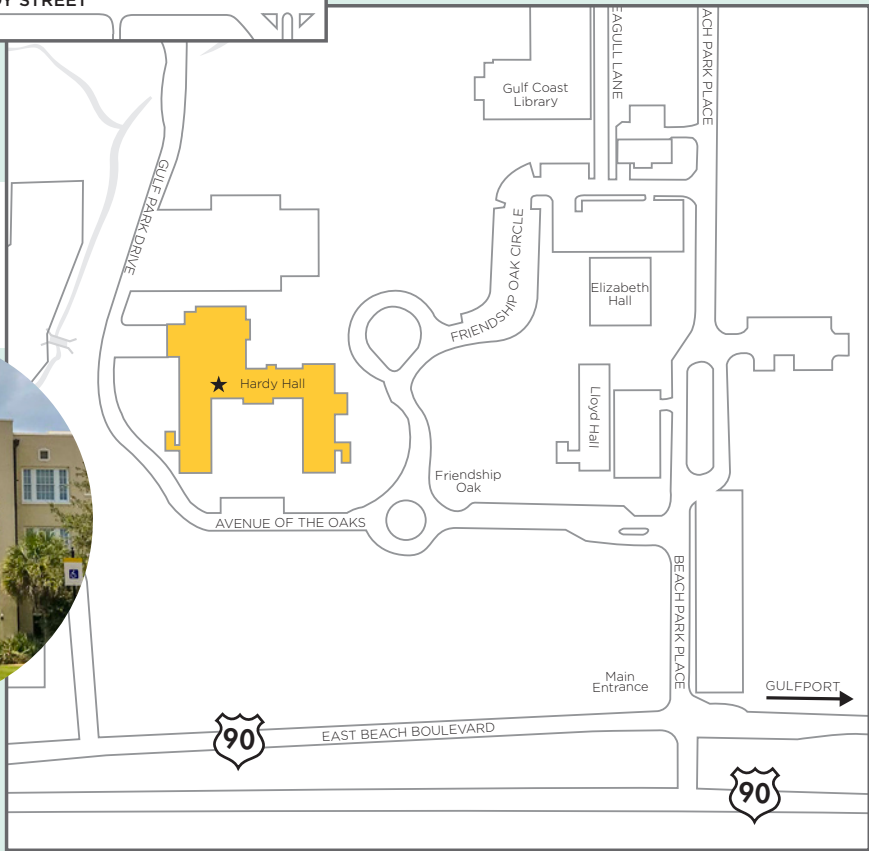 STREET
Gulf Coast
Library
EAGULL LANE
ACH PARK PLACE
GULF PARK DRIVE
FRIENDSHIP OAK CIRCLE
Elizabeth
Hall
Hardy Hall
Lloyd Hall
Friendship
Oak
AVENUE OF THE OAKS
BEACH PARK PLACE
Main
Entrance
GULFPORT
90
EAST BEACH BOULEVARD
90